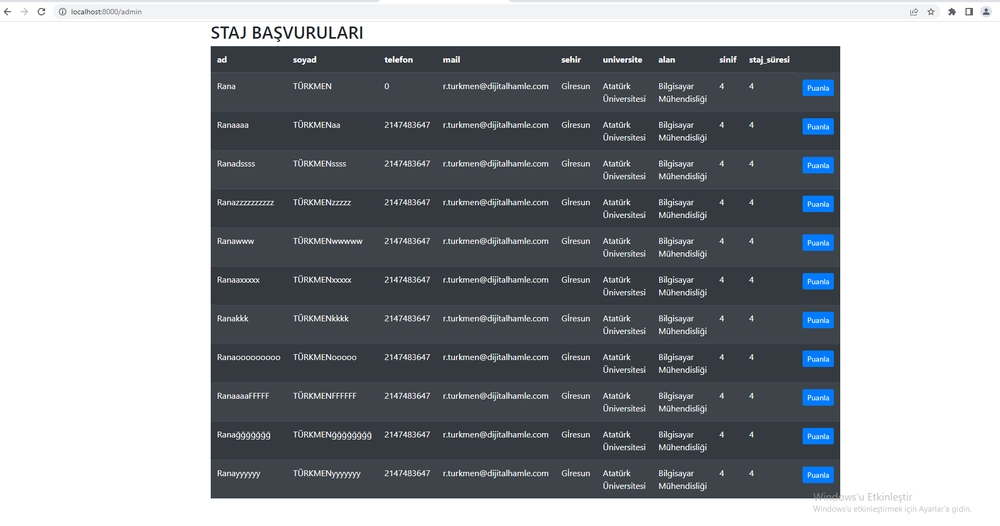 localhost:8000/admin
STAJ BAŞVURULARI
ad soyad telefon mail sehir universite alan sinif staj_süresi
Rana TÜRKMEN 0 r.turkmen@dijitalhamle.com Gİresun Atatürk Üniversitesi Bilgisayar Mühendisliği 4 4 Puanla
Ranaaaa TÜRKMENaa 2147483647 r.turkmen@dijitalhamle.com Gİresun Atatürk Üniversitesi Bilgisayar Mühendisliği 4 4 Puanla
Ranadssss TÜRKMENssss 2147483647 r.turkmen@dijitalhamle.com Gİresun Atatürk Üniversitesi Bilgisayar Mühendisliği 4 4 Puanla
Ranazzzzzzzzzz TÜRKMENzzzzz 2147483647 r.turkmen@dijitalhamle.com Gİresun Atatürk Üniversitesi Bilgisayar Mühendisliği 4 4 Puanla
Ranawww TÜRKMENwwwww 2147483647 r.turkmen@dijitalhamle.com Gİresun Atatürk Üniversitesi Bilgisayar Mühendisliği 4 4 Puanla
Ranaaxxxxx TÜRKMENxxxxx 2147483647 r.turkmen@dijitalhamle.com Gİresun Atatürk Üniversitesi Bilgisayar Mühendisliği 4 4 Puanla
Ranakkk TÜRKMENkkkk 2147483647 r.turkmen@dijitalhamle.com Gİresun Atatürk Üniversitesi Bilgisayar Mühendisliği 4 4 Puanla
Ranaooooooooo TÜRKMENooooo 2147483647 r.turkmen@dijitalhamle.com Gİresun Atatürk Üniversitesi Bilgisayar Mühendisliği 4 4 Puanla
RanaaaaFFFFF TÜRKMENFFFFFF 2147483647 r.turkmen@dijitalhamle.com Gİresun Atatürk Üniversitesi Bilgisayar Mühendisliği 4 4 Puanla
Ranağğğğğğğ TÜRKMENğğğğğğğğ 2147483647 r.turkmen@dijitalhamle.com Gİresun Atatürk Üniversitesi Bilgisayar Mühendisliği 4 4 Puanla
Ranayyyyyy TÜRKMENyyyyyyy 2147483647 r.turkmen@dijitalhamle.com Gİresun Atatürk Üniversitesi Bilgisayar Mühendisliği 4 4 Puanla
Windows'u Etkinleştir
Windows'u etkinleştirmek için Ayarlar'a gidin.